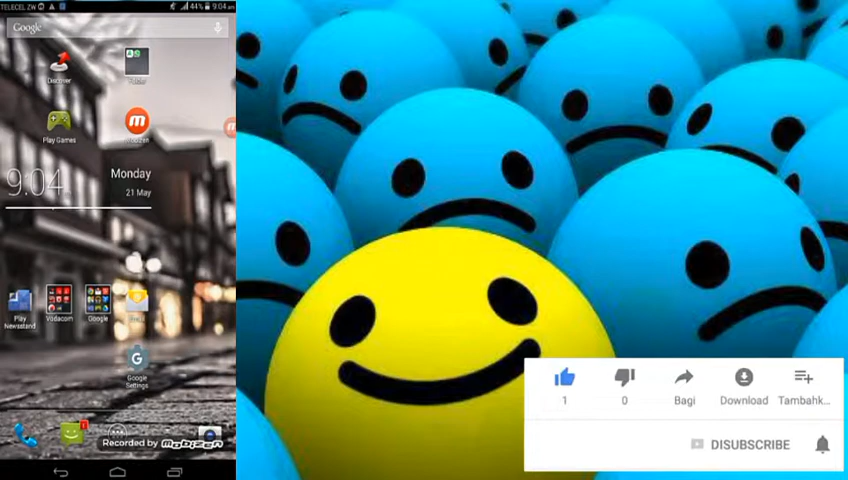 TELECEL ZW
44% 9:04 am
Google
Discover
Play Games
9:04
Monday
21 May
Play
Newsstand
Vodacom
Google
Google
Settings
Recorded by
Mobizen
1
0
Bagi
Download
Tambahk...
DISUBSCRIBE